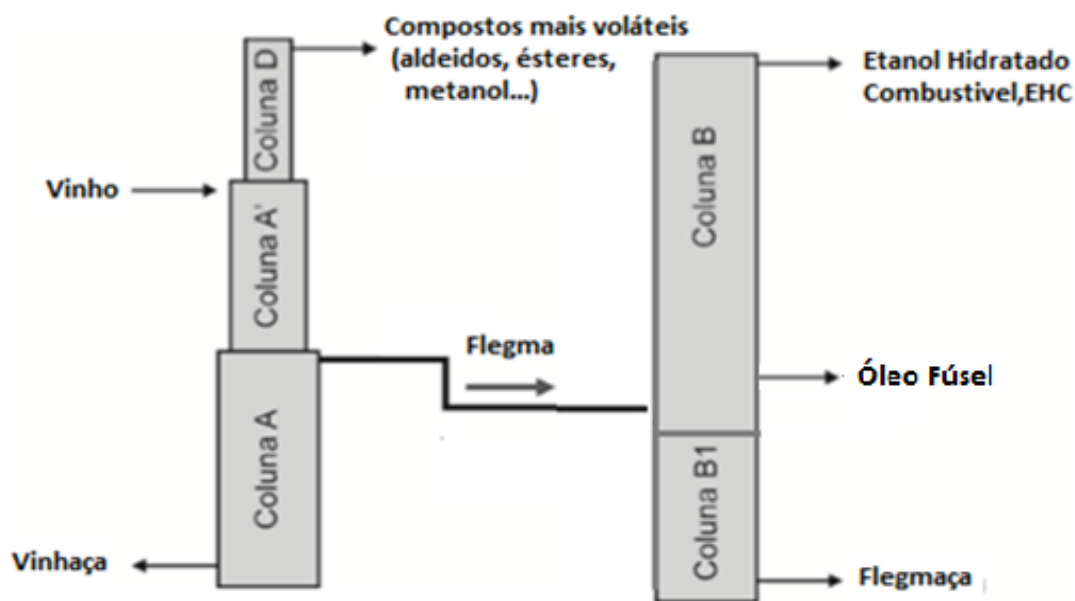 Compostos mais voláteis
(aldeidos, ésteres,
metanol...)
Coluna D
Vinho
Coluna A'
Coluna A
Vinhaça
Flegma
Etanol Hidratado
Combustivel,EHC
Coluna B
Óleo Fúsel
Coluna B1
Flegmaça